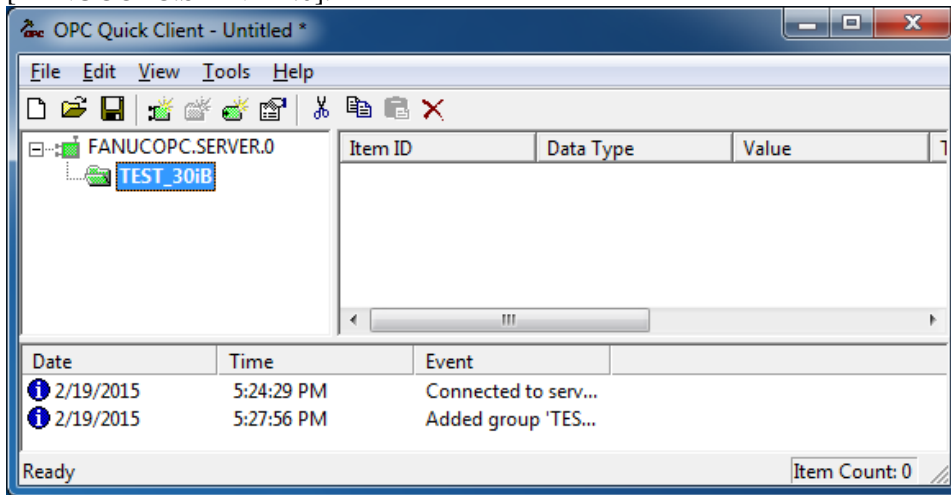 OPC Quick Client - Untitled *
File Edit View Tools Help
FANUCOPC.SERVER.0
TEST_30iB
Item ID Data Type Value
Date Time Event
2/19/2015 5:24:29 PM Connected to serv...
2/19/2015 5:27:56 PM Added group 'TES...
Ready Item Count: 0